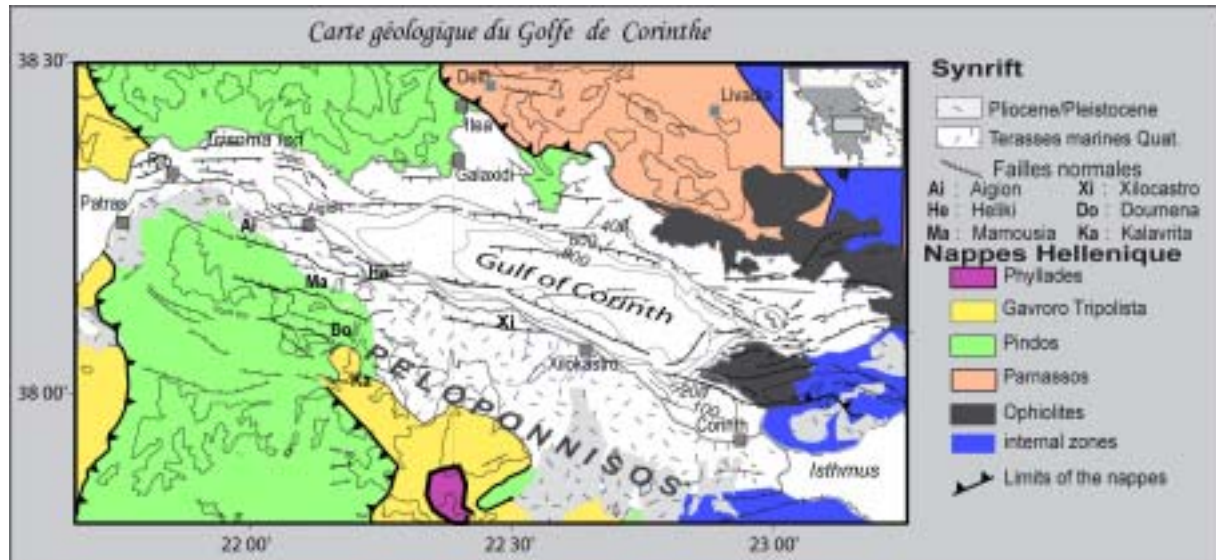 Carte géologique du Golfe de Corinthe
38 30'
38 00'
22 00'
22 30'
23 00'
Delfi
Livadia
Itea
Galaxidi
Trisonia
Rio
Patras
Ai
Aigion
Ma
He
Do
Ka
Xi
Xilokastro
Gulf of Corinth
PELOPONNISOS
400
600
800
200
100
Corinth
Isthmus
Synrift
Pliocene/Pleistocene
Terasses marines Quat.
Failles normales
Ai : Aigion Xi : Xilocastro
He : Heliki Do : Doumena
Ma : Mamousia Ka : Kalavrita
Nappes Hellenique
Phyllades
Gavroro Tripolista
Pindos
Parnassos
Ophiolites
internal zones
Limits of the nappes